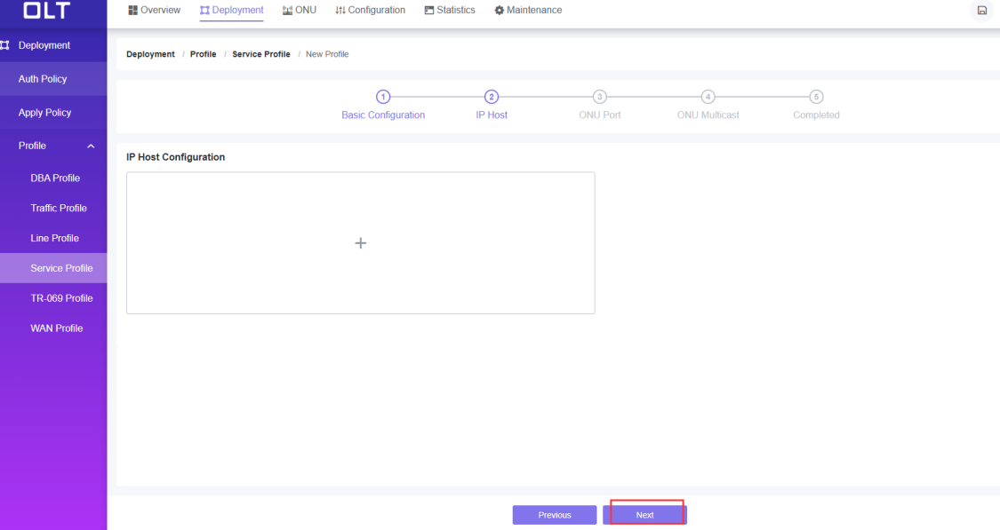 OLT
Overview
Deployment
ONU
Configuration
Statistics
Maintenance
Deployment
Auth Policy
Apply Policy
Profile
DBA Profile
Traffic Profile
Line Profile
Service Profile
TR-069 Profile
WAN Profile
Deployment / Profile / Service Profile / New Profile
1
2
3
4
5
Basic Configuration
IP Host
ONU Port
ONU Multicast
Completed
IP Host Configuration
+
Previous
Next